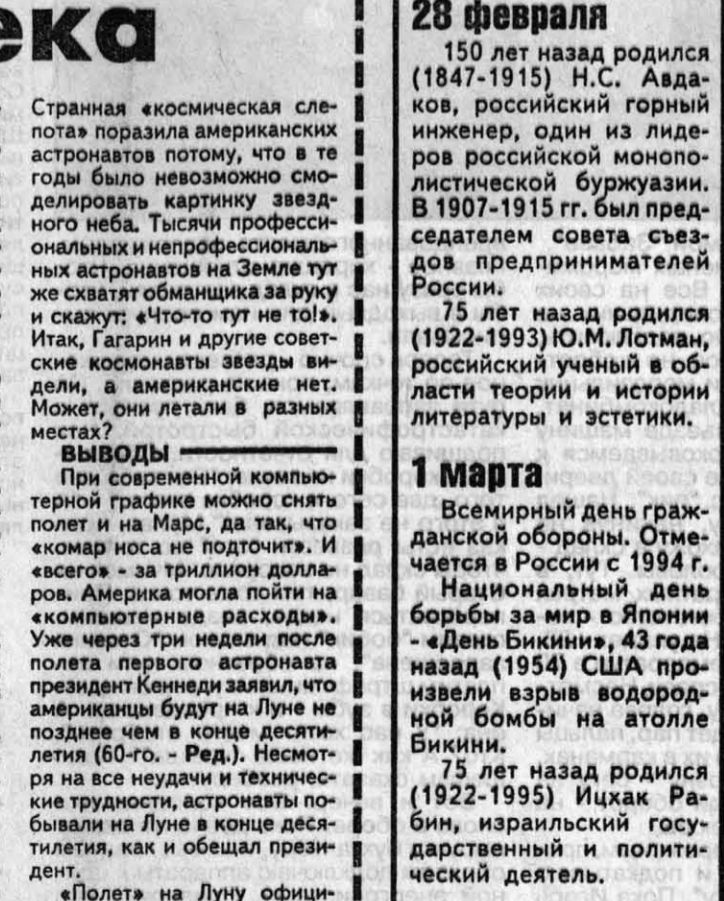 ека
Странная «космическая сле-
пота» поразила американских
астронавтов потому, что в те
годы было невозможно смо-
делировать картинку звезд-
ного неба. Тысячи професси-
ональных и непрофессиональ-
ных астронавтов на Земле тут
же схватят обманщика за руку
и скажут: «Что-то тут не то!».
Итак, Гагарин и другие совет-
ские космонавты звезды ви-
дели, а американские нет.
Может, они летали в разных
местах?
ВЫВОДЫ
При современной компью-
терной графике можно снять
полет и на Марс, да так, что
«комар носа не подточит». И
«всего» - за триллион долла-
ров. Америка могла пойти на
«компьютерные расходы».
Уже через три недели после
полета первого астронавта
президент Кеннеди заявил, что
американцы будут на Луне не
позднее чем в конце десяти-
летия (60-го. - Ред.). Несмот-
ря на все неудачи и техничес-
кие трудности, астронавты по-
бывали на Луне в конце деся-
тилетия, как и обещал прези-
дент.
«Полет» на Луну офици-
28 февраля
150 лет назад родился
(1847-1915) Н.С. Авда-
ков, российский горный
инженер, один из лиде-
ров российской монопо-
листической буржуазии.
В 1907-1915 гг. был пред-
седателем совета съез-
дов предпринимателей
России.
75 лет назад родился
(1922-1993) Ю.М. Лотман,
российский ученый в об-
ласти теории и истории
литературы и эстетики.
1 марта
Всемирный день граж-
данской обороны. Отме-
чается в России с 1994 г.
Национальный день
борьбы за мир в Японии
- «День Бикини», 43 года
назад (1954) США про-
извели взрыв водород-
ной бомбы на атолле
Бикини.
75 лет назад родился
(1922-1995) Ицхак Ра-
бин, израильский госу-
дарственный и полити-
ческий деятель.